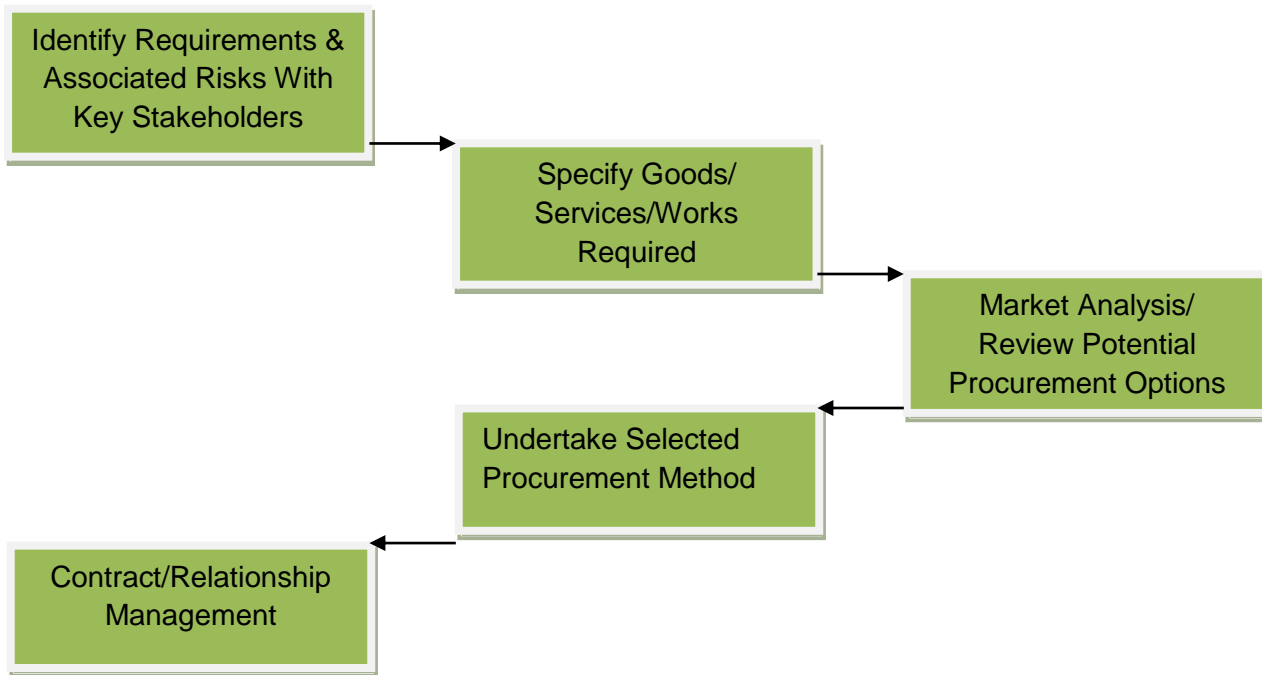 Identify Requirements &
Associated Risks With
Key Stakeholders
Specify Goods/
Services/Works
Required
Market Analysis/
Review Potential
Procurement Options
Undertake Selected
Procurement Method
Contract/Relationship
Management